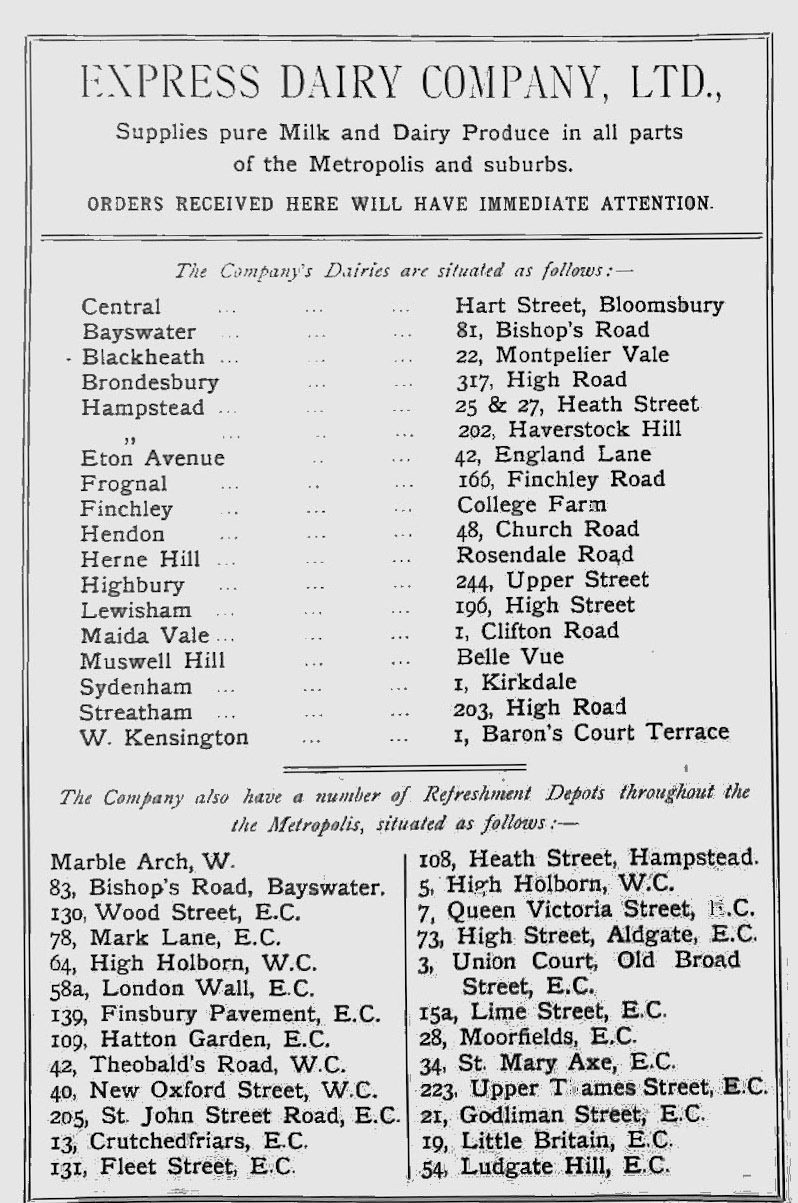 EXPRESS DAIRY COMPANY, LTD.,
Supplies pure Milk and Dairy Produce in all parts
of the Metropolis and suburbs.
ORDERS RECEIVED HERE WILL HAVE IMMEDIATE ATTENTION.
The Company's Dairies are situated as follows:—
Central ... ... ... Hart Street, Bloomsbury
Bayswater ... ... ... 81, Bishop's Road
Blackheath ... ... ... 22, Montpelier Vale
Brondesbury ... ... 317, High Road
Hampstead ... ... ... 25 & 27, Heath Street
„ ... ... ... 202, Haverstock Hill
Eton Avenue ... ... 42, England Lane
Frognal ... ... ... 166, Finchley Road
Finchley ... ... ... College Farm
Hendon ... ... ... 48, Church Road
Herne Hill ... ... ... Rosendale Road
Highbury ... ... ... 244, Upper Street
Lewisham ... ... ... 196, High Street
Maida Vale ... ... ... 1, Clifton Road
Muswell Hill ... ... Belle Vue
Sydenham ... ... ... 1, Kirkdale
Streatham ... ... ... 203, High Road
W. Kensington ... ... 1, Baron's Court Terrace
The Company also have a number of Refreshment Depots throughout the
the Metropolis, situated as follows:—
Marble Arch, W.
83, Bishop's Road, Bayswater.
130, Wood Street, E.C.
78, Mark Lane, E.C.
64, High Holborn, W.C.
58a, London Wall, E.C.
139, Finsbury Pavement, E.C.
109, Hatton Garden, E.C.
42, Theobald's Road, W.C.
40, New Oxford Street, W.C.
205, St. John Street Road, E.C.
13, Crutchedfriars, E.C.
131, Fleet Street, E.C.
108, Heath Street, Hampstead.
5, High Holborn, W.C.
7, Queen Victoria Street, E.C.
73, High Street, Aldgate, E.C.
3, Union Court, Old Broad
Street, E.C.
15a, Lime Street, E.C.
28, Moorfields, E.C.
34, St. Mary Axe, E.C.
223, Upper T ames Street, E.C.
21, Godliman Street, E.C.
19, Little Britain, E.C.
54, Ludgate Hill, E.C.